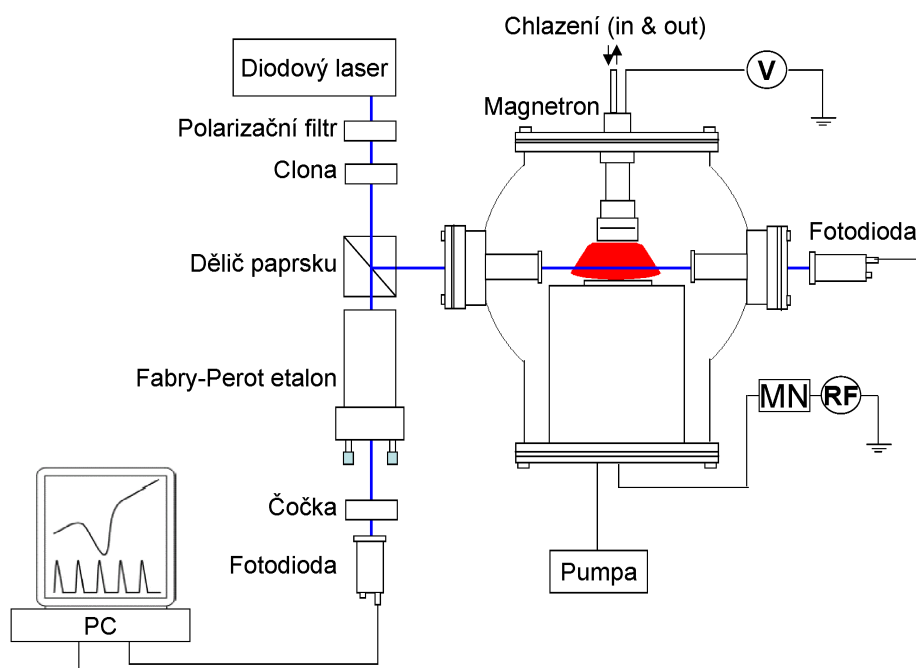 Chlazení (in & out)
Diodový laser
V
Magnetron
Polarizační filtr
Clona
Fotodioda
Dělič paprsku
Fabry-Perot etalon
MN
RF
Čočka
Fotodioda
Pumpa
PC